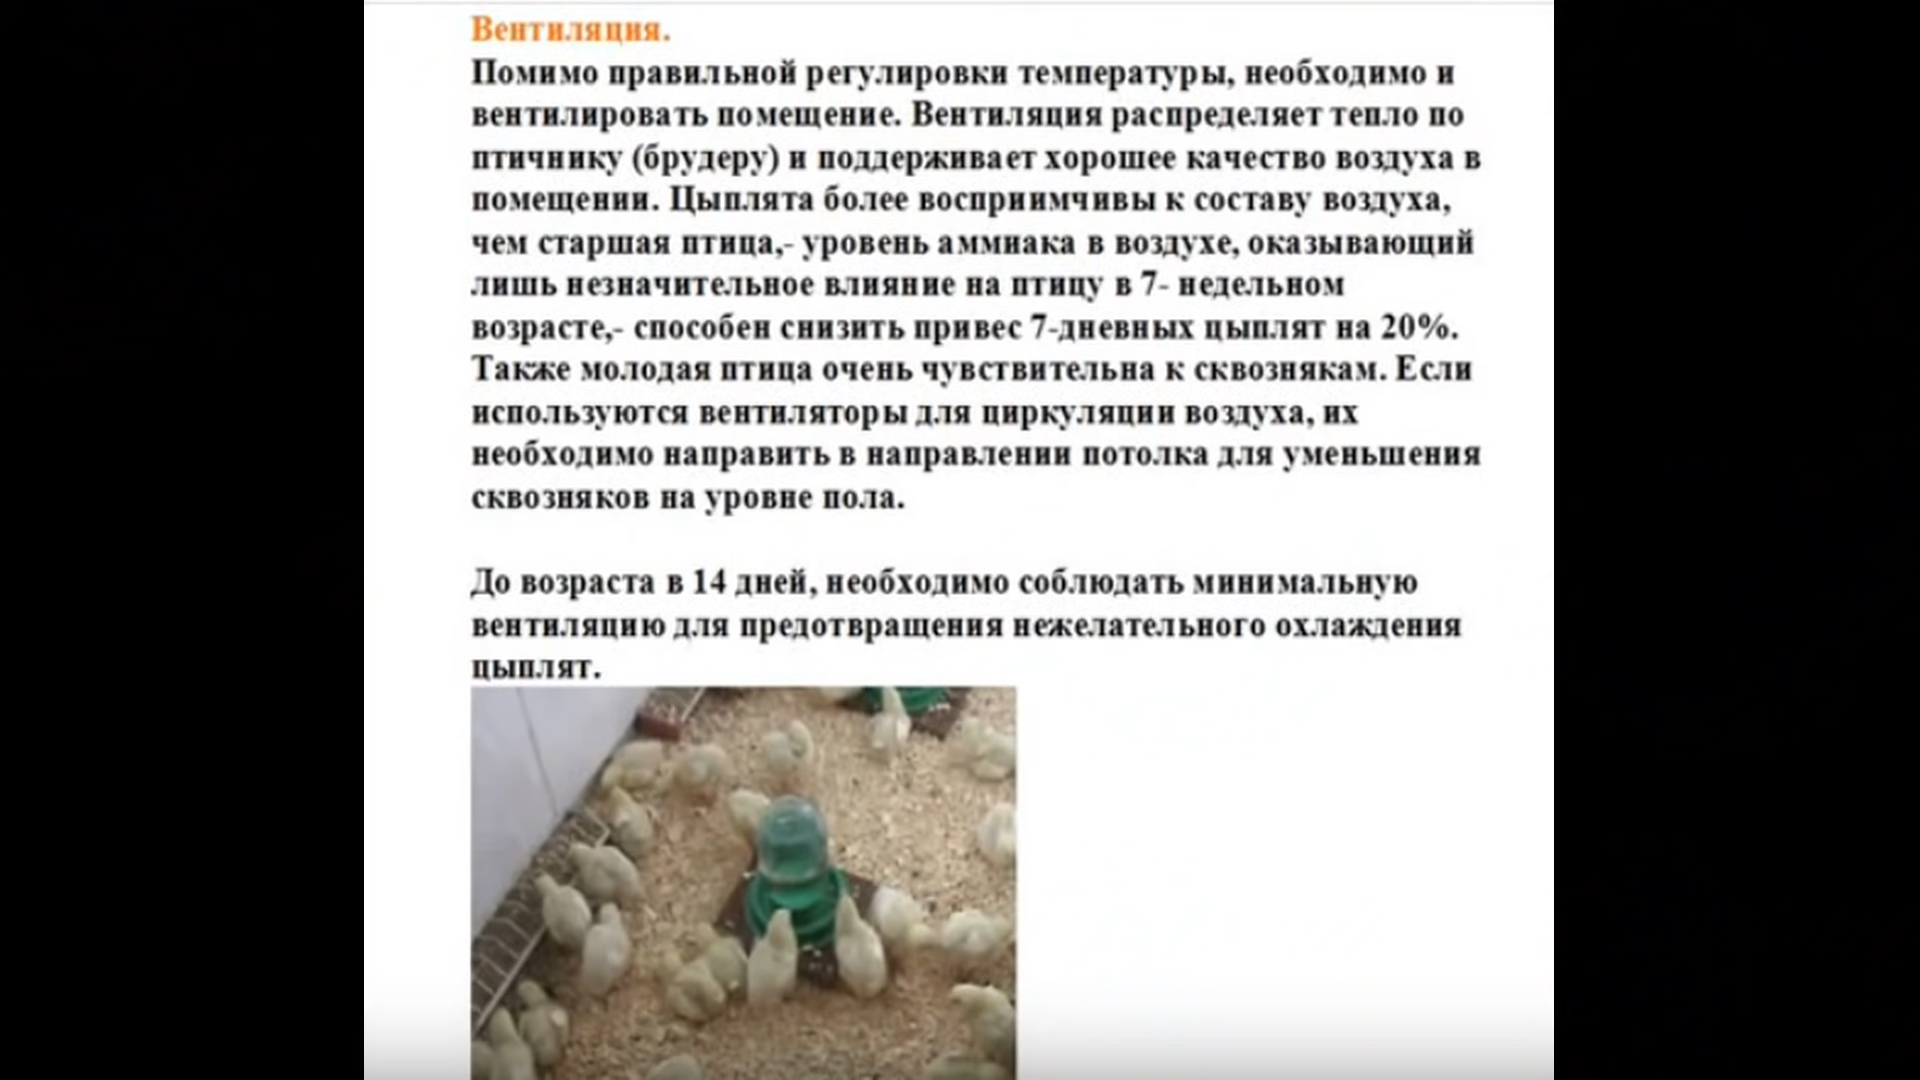 Вентиляция.
Помимо правильной регулировки температуры, необходимо и
вентилировать помещение. Вентиляция распределяет тепло по
птичнику (брудеру) и поддерживает хорошее качество воздуха в
помещении. Цыплята более восприимчивы к составу воздуха,
чем старшая птица,- уровень аммиака в воздухе, оказывающий
лишь незначительное влияние на птицу в 7- недельном
возрасте,- способен снизить привес 7-дневных цыплят на 20%.
Также молодая птица очень чувствительна к сквознякам. Если
используются вентиляторы для циркуляции воздуха, их
необходимо направить в направлении потолка для уменьшения
сквозняков на уровне пола.
До возраста в 14 дней, необходимо соблюдать минимальную
вентиляцию для предотвращения нежелательного охлаждения
цыплят.